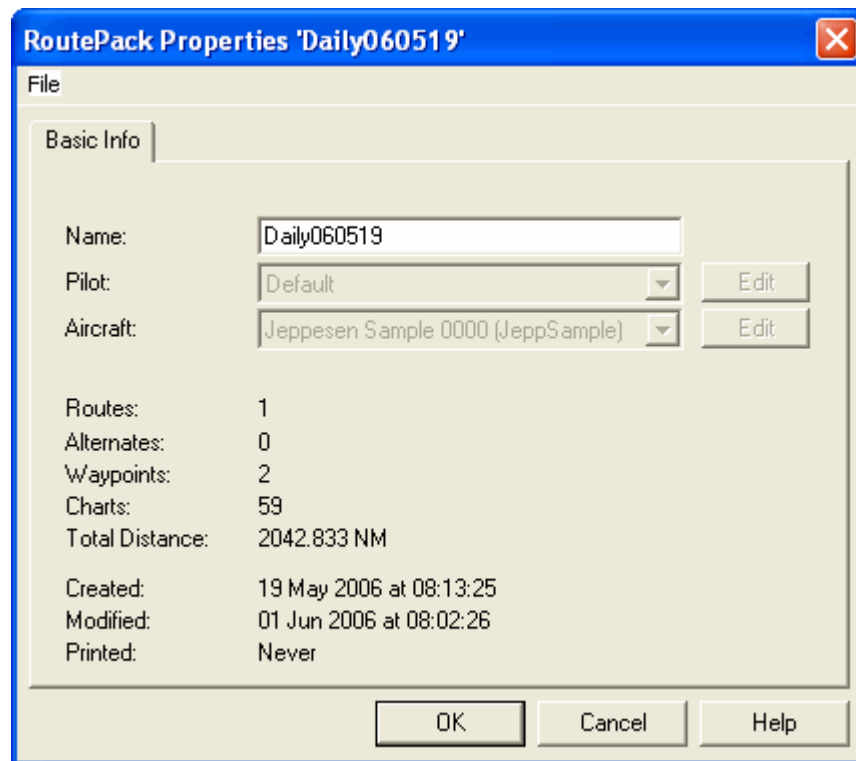 RoutePack Properties 'Daily060519'
File
Basic Info
Name: Daily060519
Pilot: Default Edit
Aircraft: Jeppesen Sample 0000 (JeppSample) Edit
Routes: 1
Alternates: 0
Waypoints: 2
Charts: 59
Total Distance: 2042.833 NM
Created: 19 May 2006 at 08:13:25
Modified: 01 Jun 2006 at 08:02:26
Printed: Never
OK Cancel Help